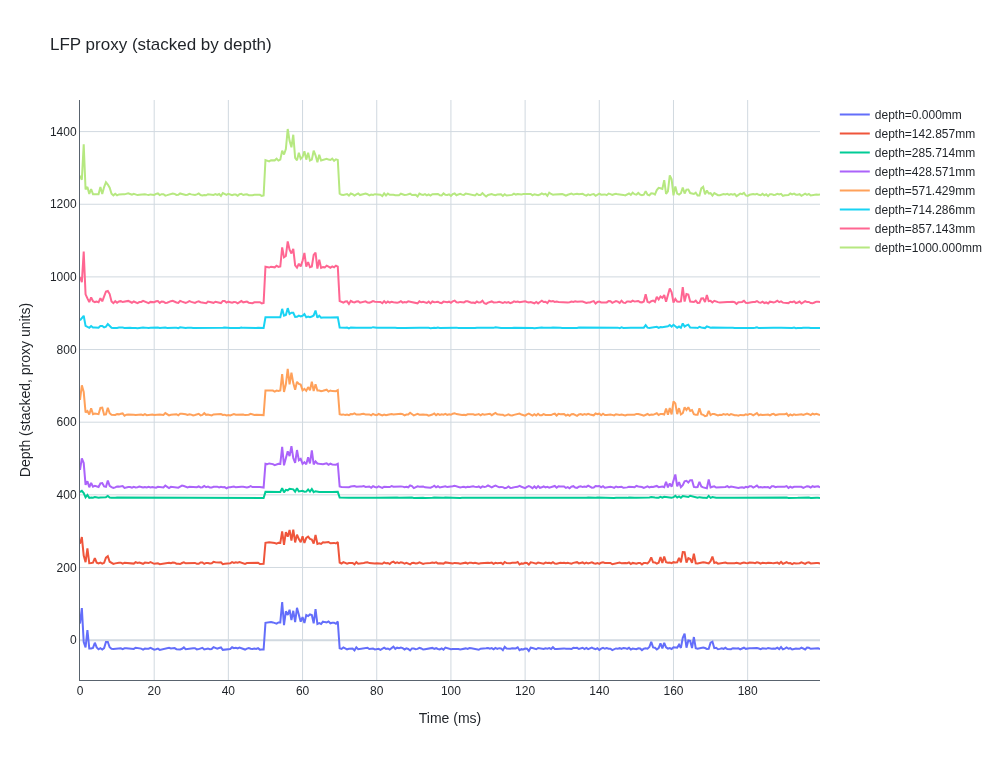 LFP proxy (stacked by depth)
depth=0.000mm
depth=142.857mm
depth=285.714mm
depth=428.571mm
depth=571.429mm
depth=714.286mm
depth=857.143mm
depth=1000.000mm
Depth (stacked, proxy units)
1400
1200
1000
800
600
400
200
0
0 20 40 60 80 100 120 140 160 180
Time (ms)